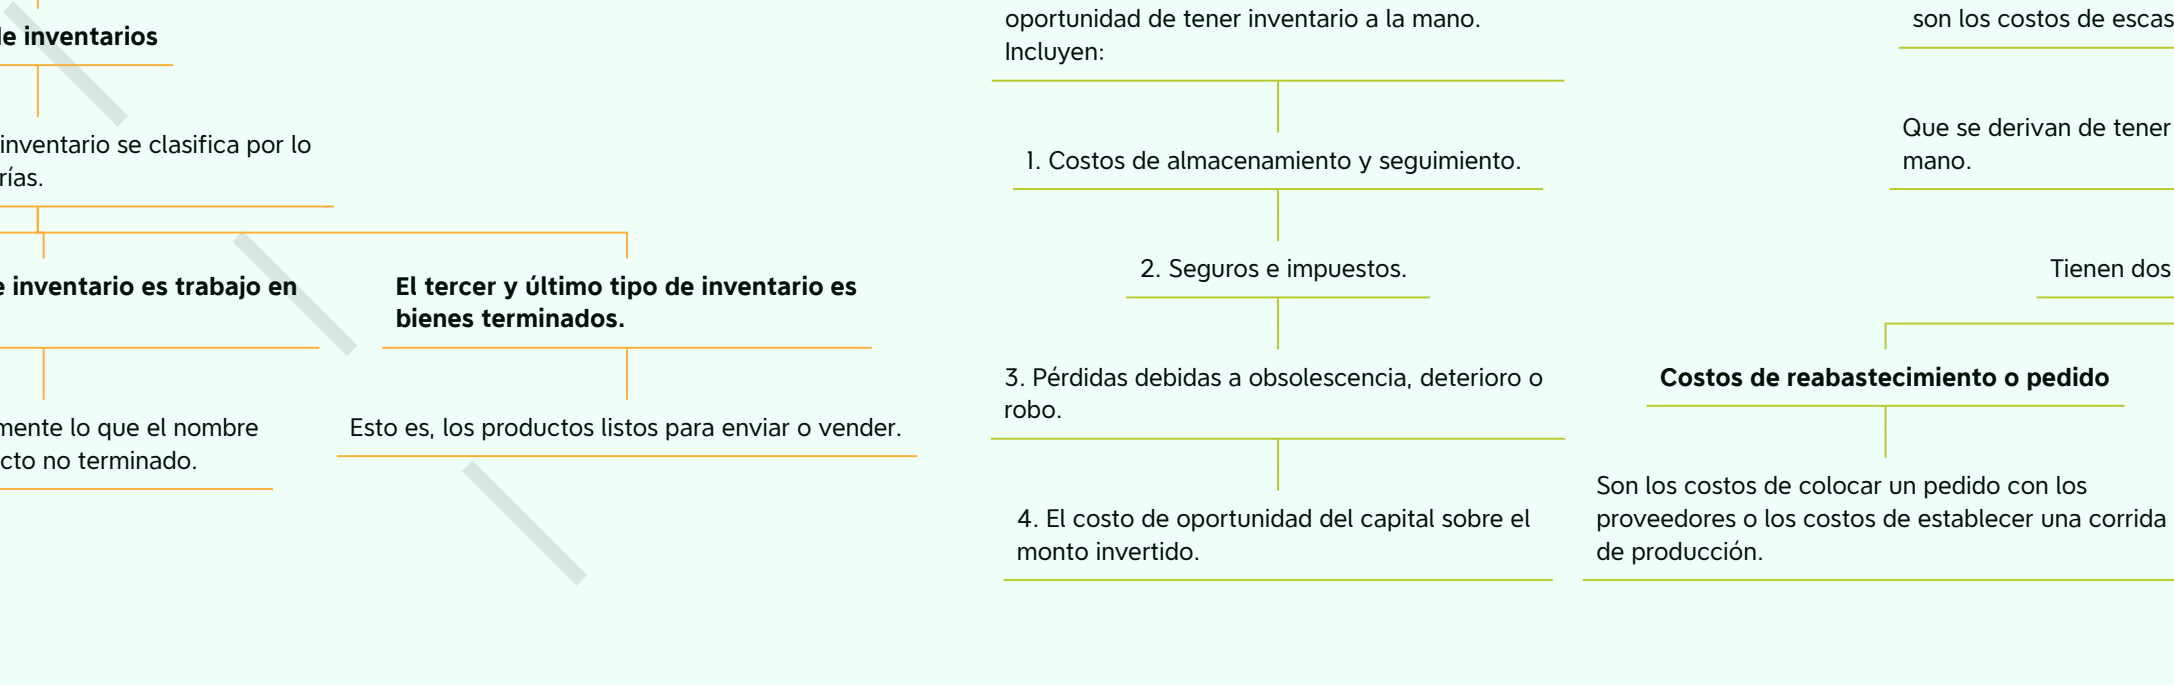 de inventarios
inventario se clasifica por lo
rías.
e inventario es trabajo en
mente lo que el nombre
cto no terminado.
El tercer y último tipo de inventario es
bienes terminados.
Esto es, los productos listos para enviar o vender.
oportunidad de tener inventario a la mano.
Incluyen:
1. Costos de almacenamiento y seguimiento.
2. Seguros e impuestos.
3. Pérdidas debidas a obsolescencia, deterioro o
robo.
4. El costo de oportunidad del capital sobre el
monto invertido.
son los costos de escas
Que se derivan de tener
mano.
Tienen dos
Costos de reabastecimiento o pedido
Son los costos de colocar un pedido con los
proveedores o los costos de establecer una corrida
de producción.